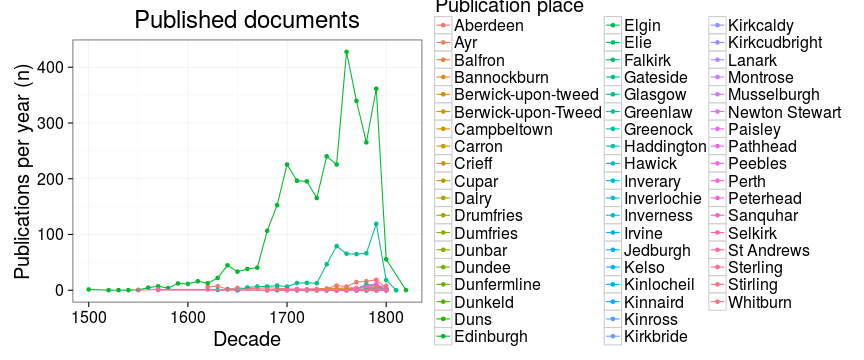 Published documents
Publications per year (n)
400
300
200
100
0
1500
1600
1700
1800
Decade
Publication place
Aberdeen
Ayr
Balfron
Bannockburn
Berwick-upon-tweed
Berwick-upon-Tweed
Campbeltown
Carron
Crieff
Cupar
Dalry
Drumfries
Dumfries
Dunbar
Dundee
Dunfermline
Dunkeld
Duns
Edinburgh
Elgin
Elie
Falkirk
Gateside
Glasgow
Greenlaw
Greenock
Haddington
Hawick
Inverary
Inverlochie
Inverness
Irvine
Jedburgh
Kelso
Kinlocheil
Kinnaird
Kinross
Kirkbride
Kirkcaldy
Kirkcudbright
Lanark
Montrose
Musselburgh
Newton Stewart
Paisley
Pathhead
Peebles
Perth
Peterhead
Sanquhar
Selkirk
St Andrews
Sterling
Stirling
Whitburn